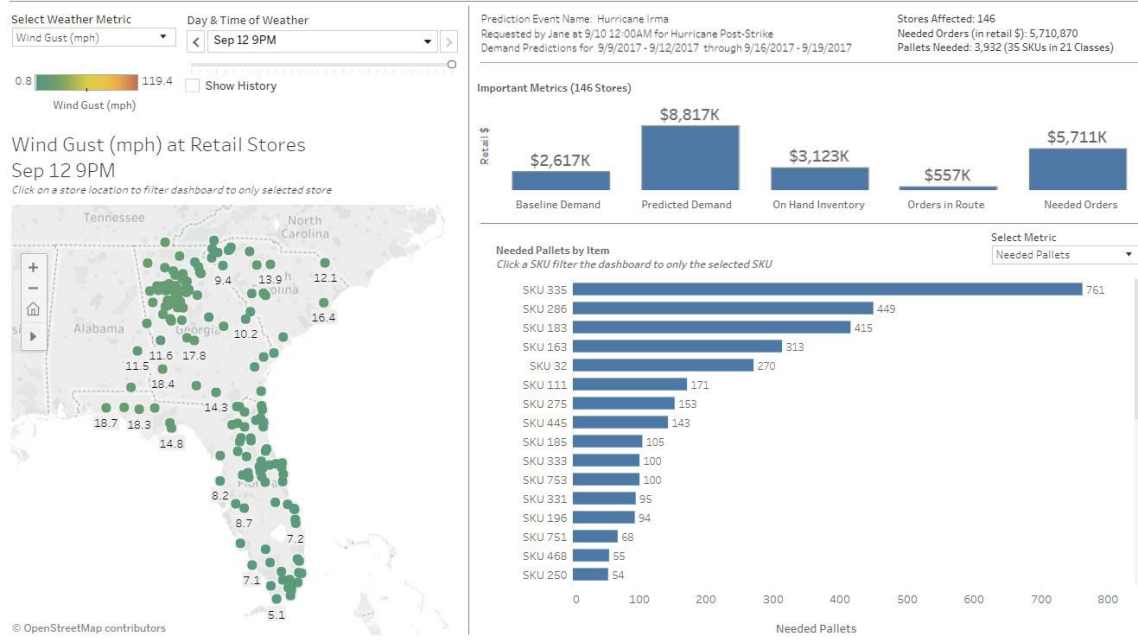 Select Weather Metric
Wind Gust (mph)
Day & Time of Weather
Sep 12 9PM
0.8
119.4
Wind Gust (mph)
Show History
Wind Gust (mph) at Retail Stores
Sep 12 9PM
Click on a store location to filter dashboard to only selected store
Tennessee
North
Carolina
9.4
13.9
12.1
olina
16.4
Alabama
Georgia
10.2
11.6
17.8
11.5
18.4
14.3
18.7
18.3
14.8
8.2
8.7
7.2
7.1
5.1
© OpenStreetMap contributors
Prediction Event Name: Hurricane Irma
Requested by Jane at 9/10 12:00AM for Hurricane Post-Strike
Demand Predictions for 9/9/2017 - 9/12/2017 through 9/16/2017 - 9/19/2017
Stores Affected: 146
Needed Orders (in retail $): 5,710,870
Pallets Needed: 3,932 (35 SKUs in 21 Classes)
Important Metrics (146 Stores)
Retail $
$2,617K
$8,817K
$3,123K
$557K
$5,711K
Baseline Demand
Predicted Demand
On Hand Inventory
Orders in Route
Needed Orders
Needed Pallets by Item
Click a SKU filter the dashboard to only the selected SKU
Select Metric
Needed Pallets
SKU 335 761
SKU 286 449
SKU 183 415
SKU 163 313
SKU 32 270
SKU 111 171
SKU 275 153
SKU 445 143
SKU 185 105
SKU 333 100
SKU 753 100
SKU 331 95
SKU 196 94
SKU 751 68
SKU 468 55
SKU 250 54
0 100 200 300 400 500 600 700 800
Needed Pallets